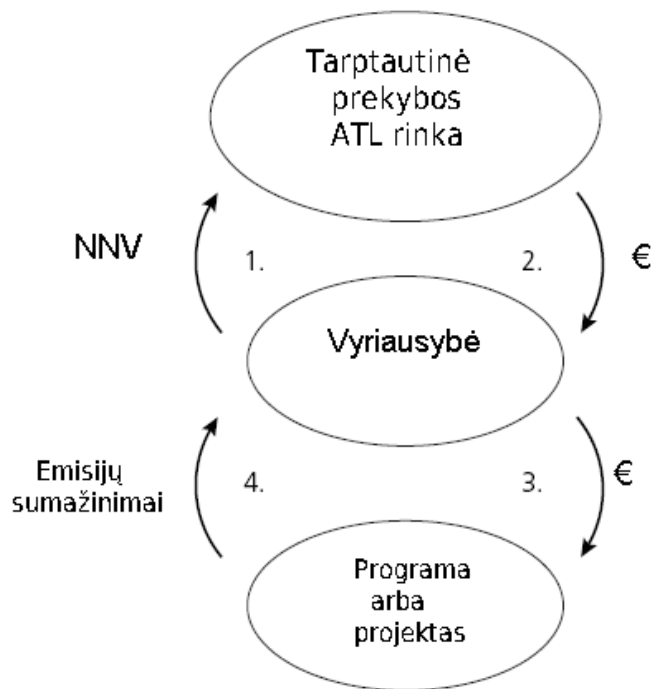 Tarptautinė
prekybos
ATL rinka
NNV
1.
2.
€
Vyriausybė
Emisijų
sumažinimai
4.
3.
€
Programa
arba
projektas